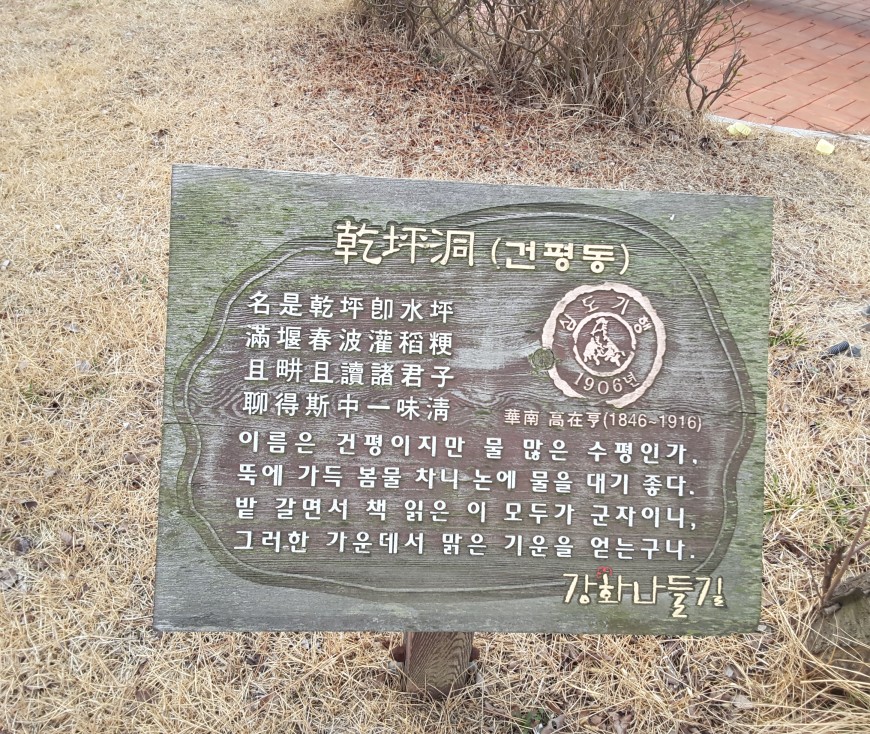 乾坪洞 (건평동)
名是乾坪卽水坪
滿堰春波灌稻粳
且畊且讀諸君子
聊得斯中一味淸
심도기행
1906년
華南 高在亨(1846~1916)
이름은 건평이지만 물 많은 수평인가,
뚝에 가득 봄물 차니 논에 물을 대기 좋다.
밭 갈면서 책 읽은 이 모두가 군자이니,
그러한 가운데서 맑은 기운을 얻는구나.
강화나들길